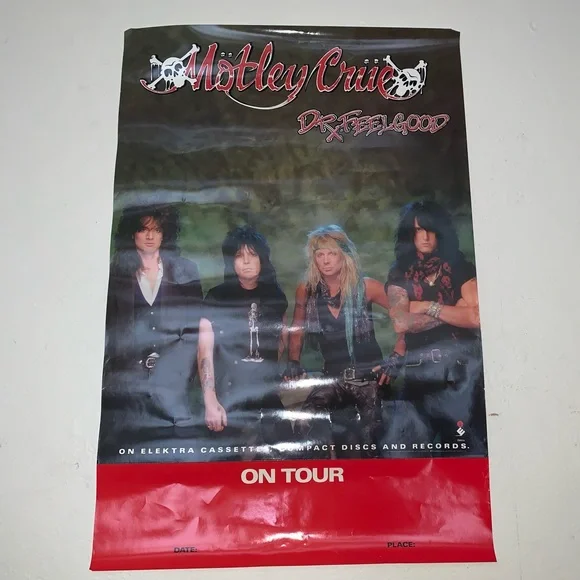 Mötley Crüe
DR. FEELGOOD
ON ELEKTRA CASSETTES, COMPACT DISCS AND RECORDS.
ON TOUR
DATE:
PLACE: